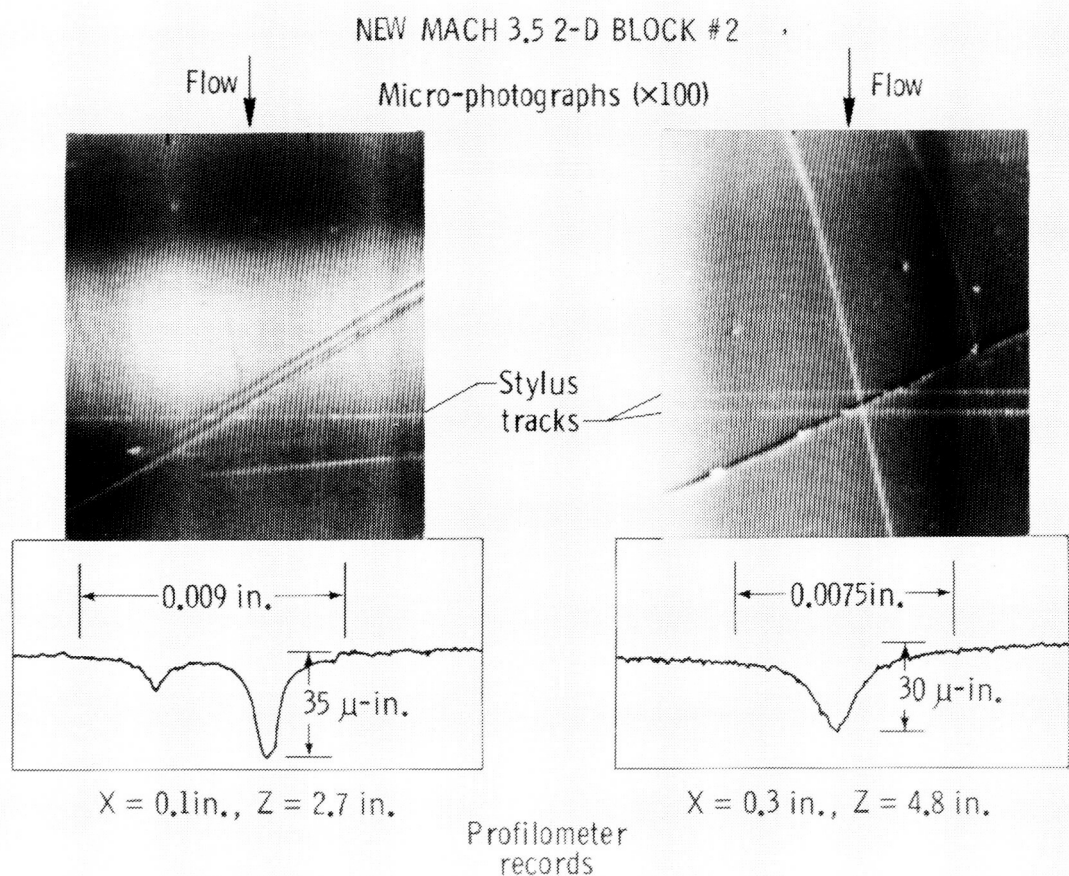 NEW MACH 3.5 2-D BLOCK #2
Flow
Micro-photographs (×100)
Flow
Stylus
tracks
0.009 in.
35 μ-in.
0.0075in.
30 μ-in.
X = 0.1in., Z = 2.7 in.
X = 0.3 in., Z = 4.8 in.
Profilometer
records